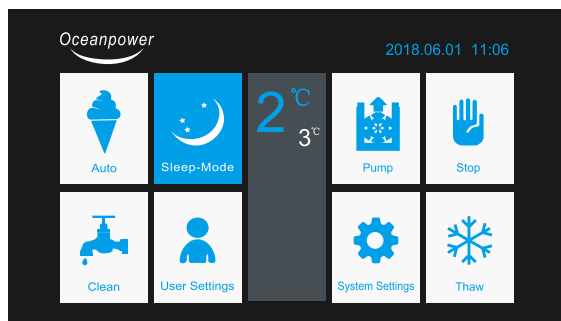 Oceanpower
2018.06.01 11:06
Auto
Sleep-Mode
2°C
3°C
Pump
Stop
Clean
User Settings
System Settings
Thaw